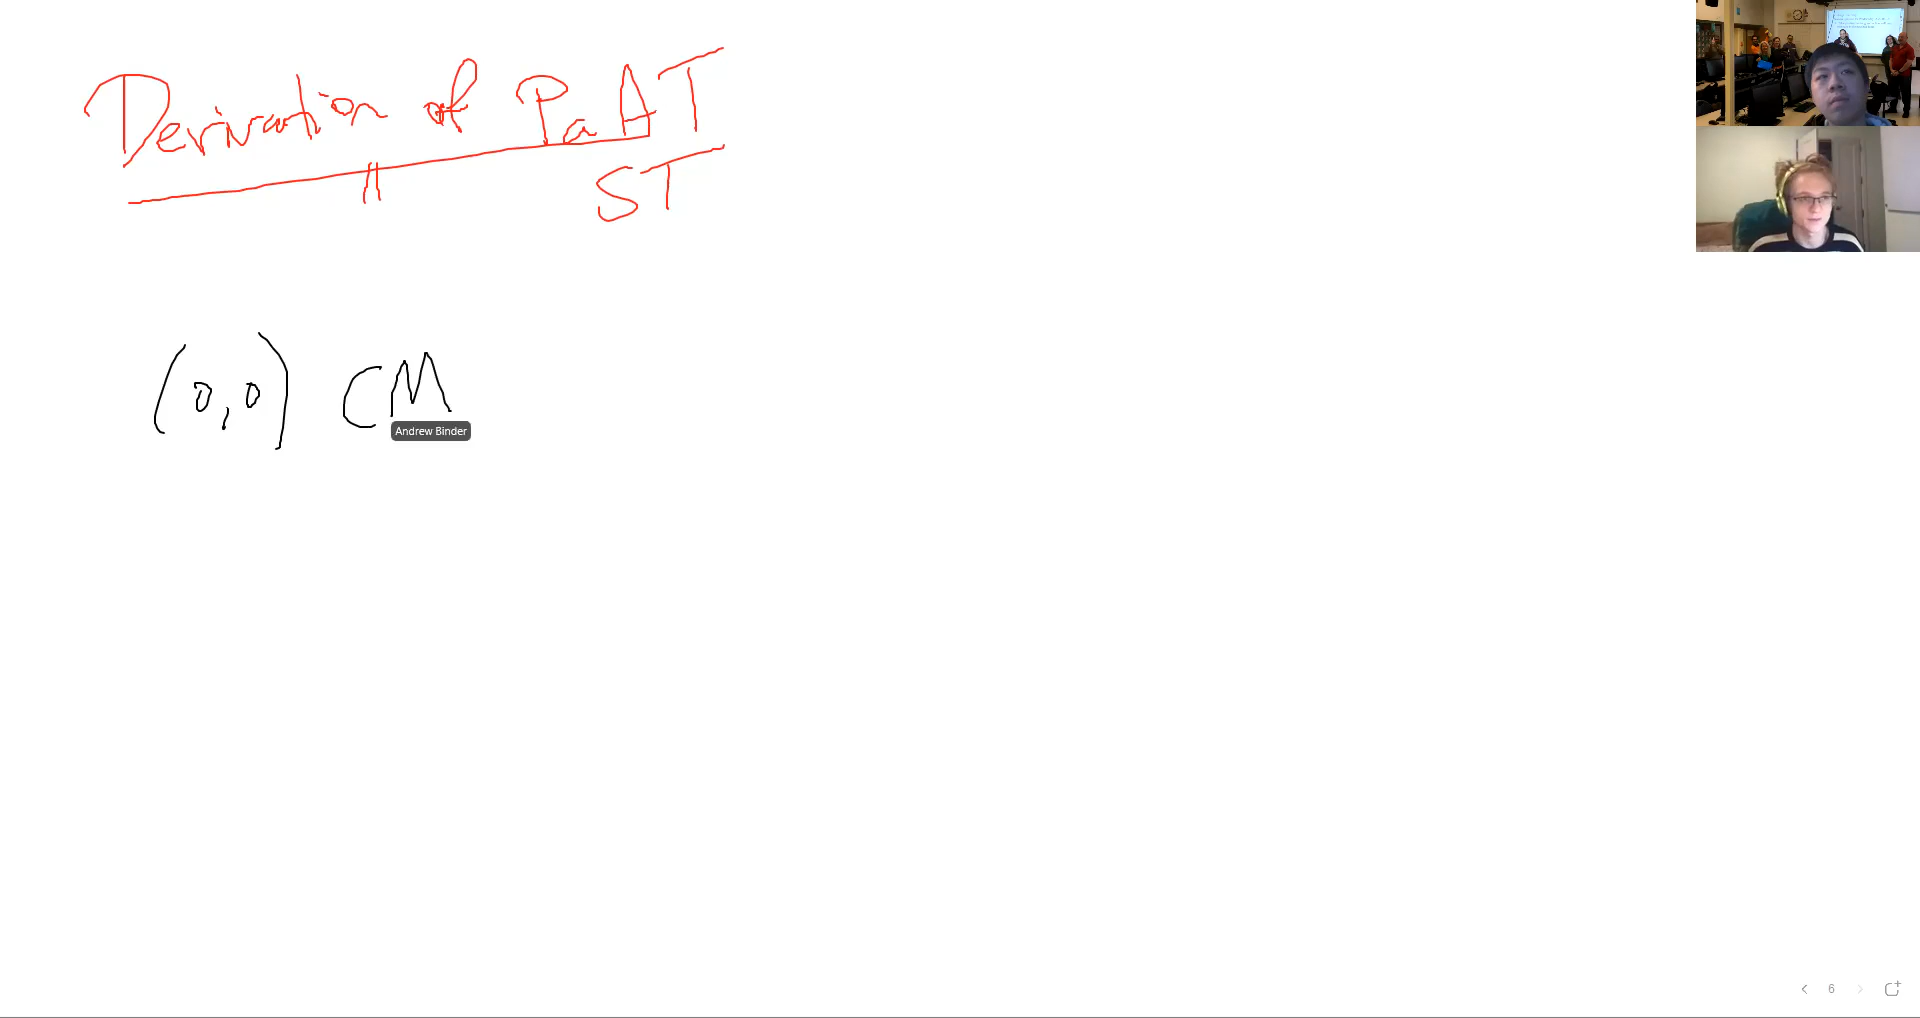 Derivation of PaAT
" ST
(0,0) CM
Andrew Binder
6